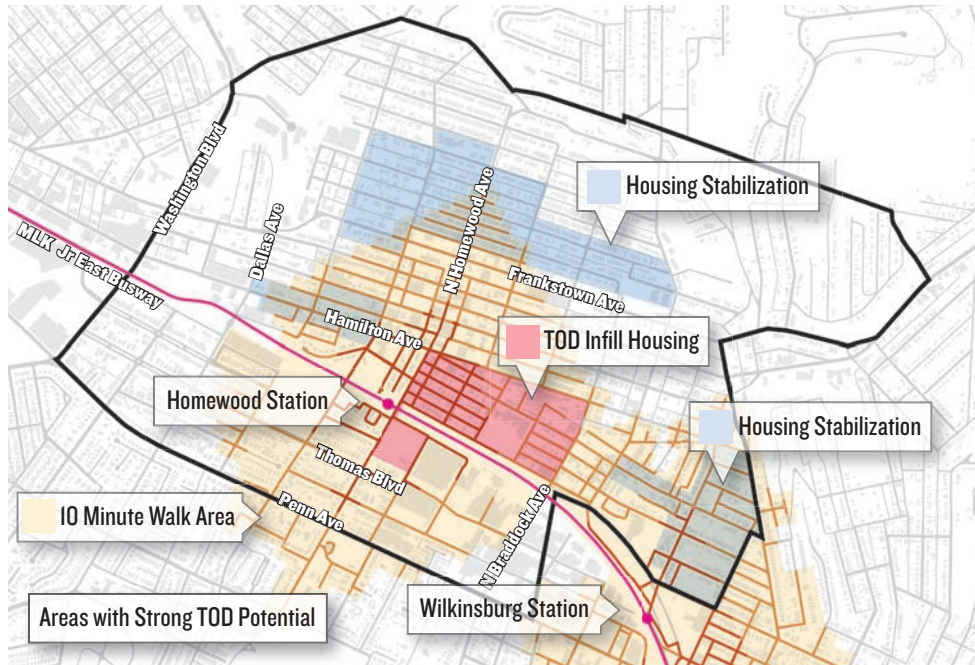 Washington Blvd
MLK Jr East Busway
Dallas Ave
N Homewood Ave
Housing Stabilization
Frankstown Ave
Hamilton Ave
TOD Infill Housing
Homewood Station
Housing Stabilization
Thomas Blvd
10 Minute Walk Area
Penn Ave
N Braddock Ave
Areas with Strong TOD Potential
Wilkinsburg Station